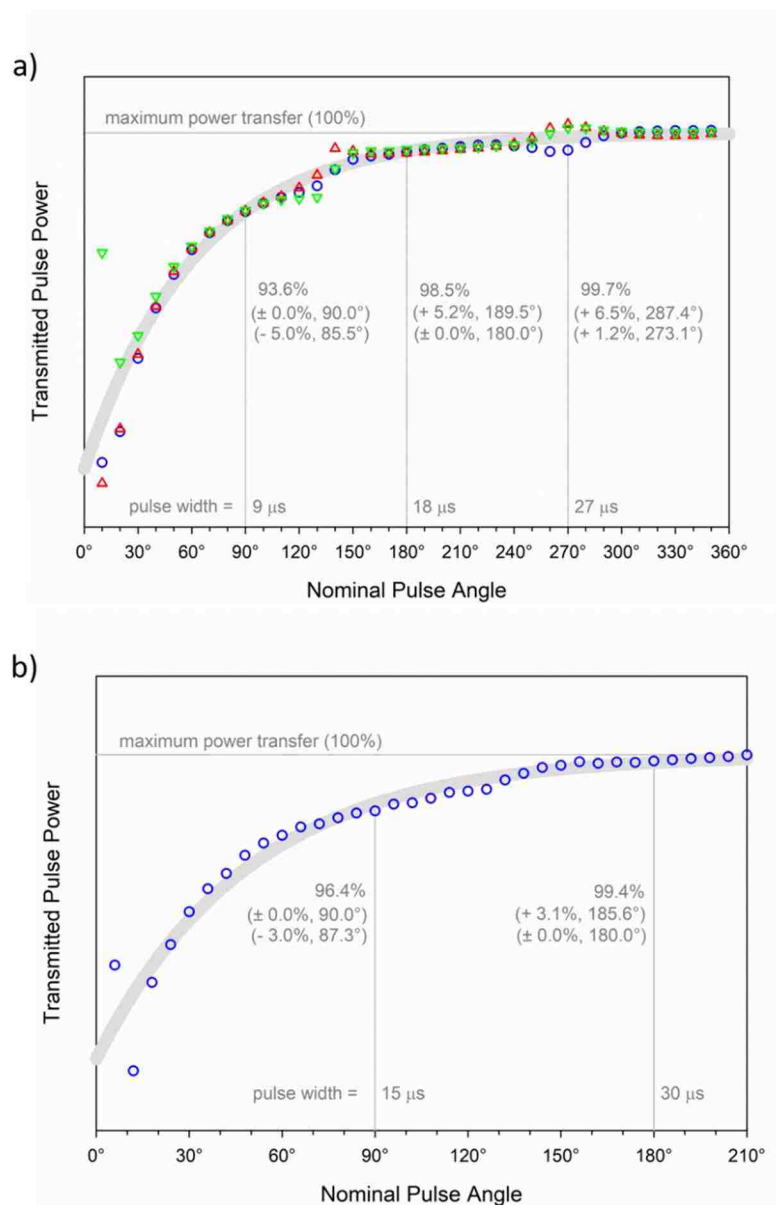 a)
maximum power transfer (100%)
Transmitted Pulse Power
93.6%
(± 0.0%, 90.0°)
(- 5.0%, 85.5°)
98.5%
(+ 5.2%, 189.5°)
(± 0.0%, 180.0°)
99.7%
(+ 6.5%, 287.4°)
(+ 1.2%, 273.1°)
pulse width = 9 μs 18 μs 27 μs
0° 30° 60° 90° 120° 150° 180° 210° 240° 270° 300° 330° 360°
Nominal Pulse Angle
b)
maximum power transfer (100%)
Transmitted Pulse Power
96.4%
(± 0.0%, 90.0°)
(- 3.0%, 87.3°)
99.4%
(+ 3.1%, 185.6°)
(± 0.0%, 180.0°)
pulse width = 15 μs 30 μs
0° 30° 60° 90° 120° 150° 180° 210°
Nominal Pulse Angle